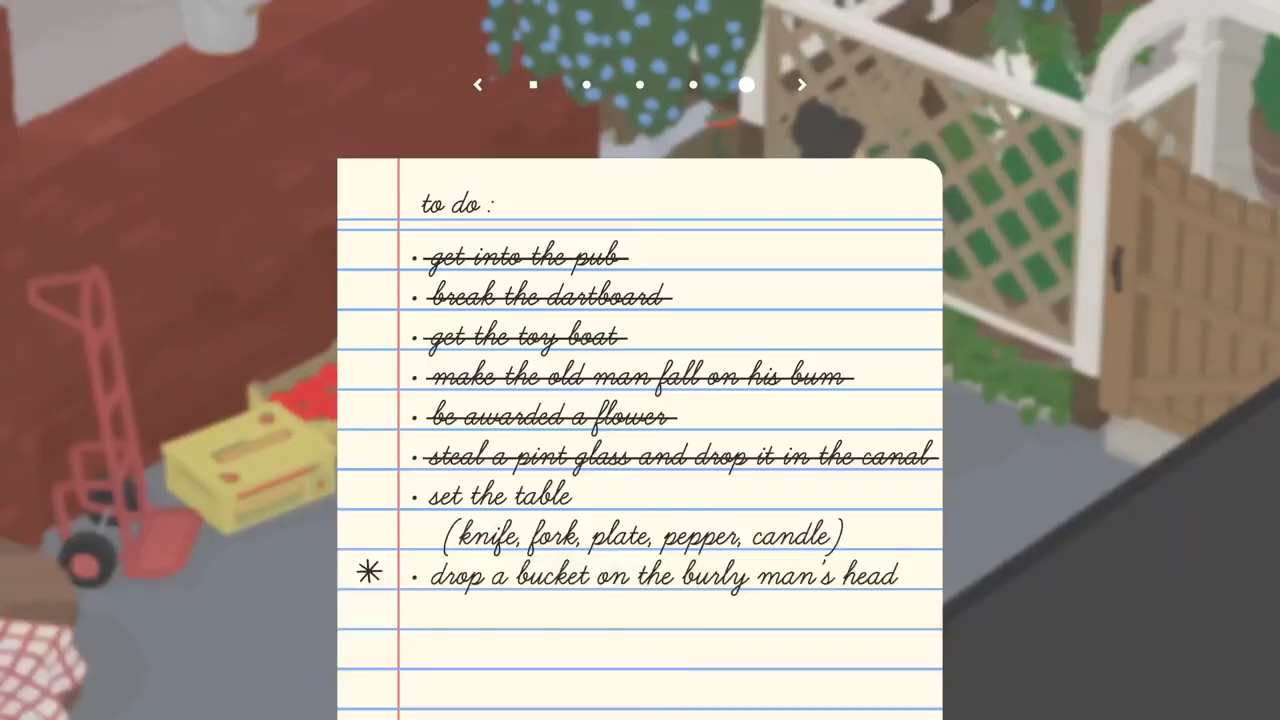 to do :
• get into the pub
• break the dartboard
• get the toy boat
• make the old man fall on his bum
• be awarded a flower
• steal a pint glass and drop it in the canal
• set the table
(knife, fork, plate, pepper, candle)
* • drop a bucket on the burly man's head